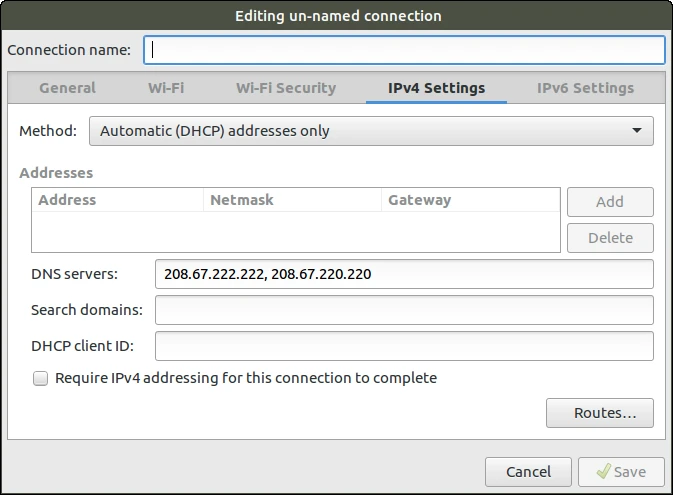 Editing un-named connection
Connection name:
General Wi-Fi Wi-Fi Security IPv4 Settings IPv6 Settings
Method: Automatic (DHCP) addresses only
Addresses
Address Netmask Gateway
Add
Delete
DNS servers: 208.67.222.222, 208.67.220.220
Search domains:
DHCP client ID:
Require IPv4 addressing for this connection to complete
Routes...
Cancel Save